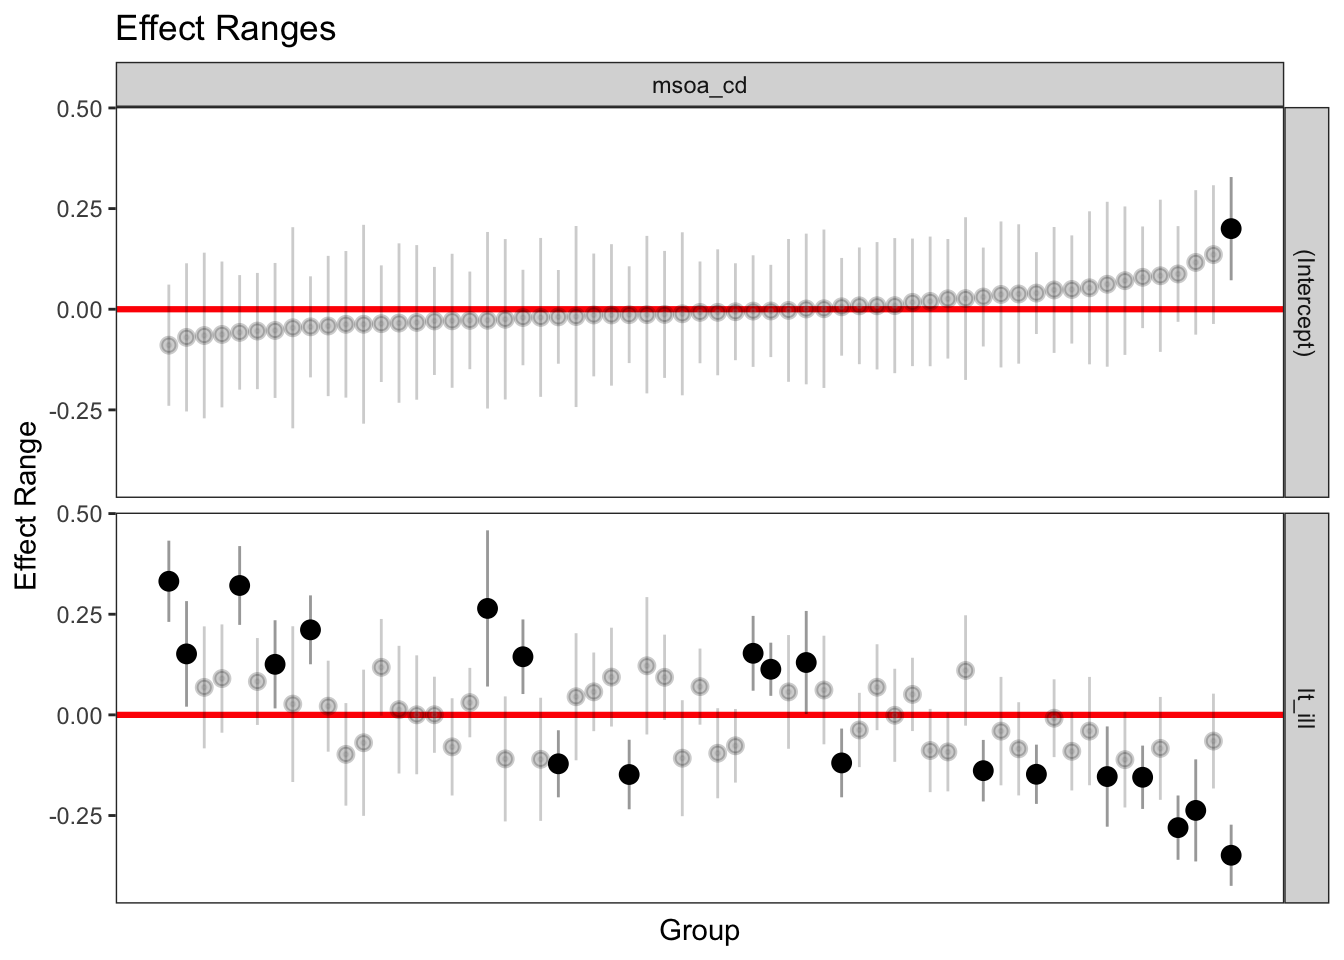 Effect Ranges
msoa_cd
0.50
0.25
0.00
-0.25
(Intercept)
Effect Range
0.50
0.25
0.00
-0.25
lt_ill
Group